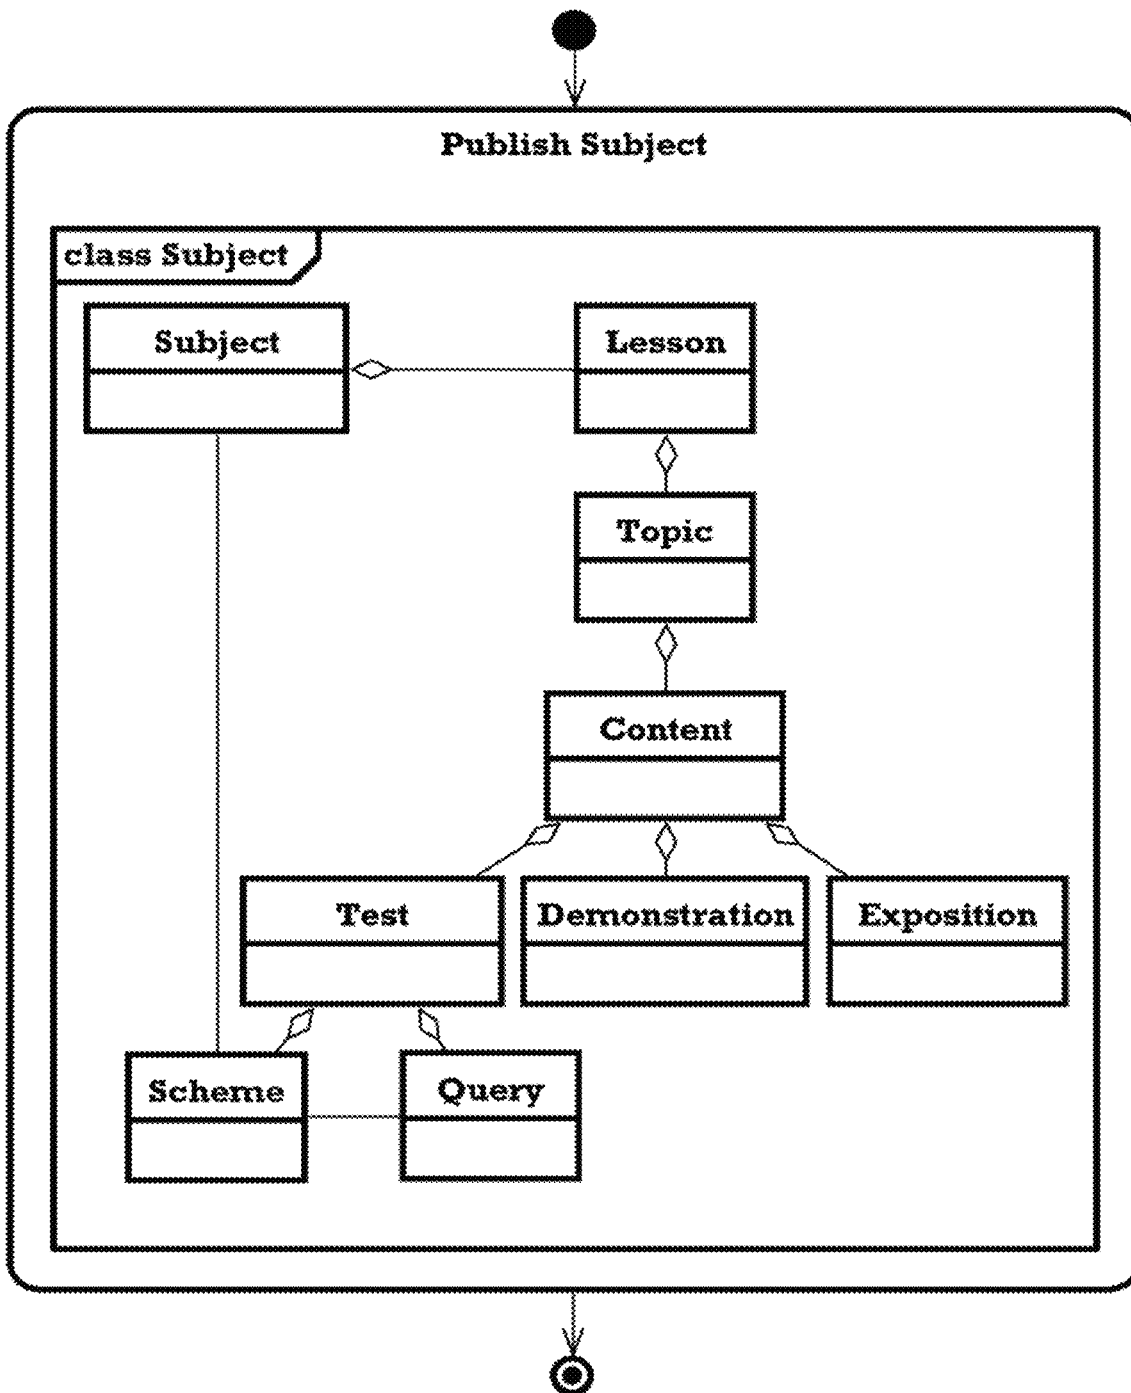 Publish Subject
class Subject
Subject
Lesson
Topic
Content
Test
Demonstration
Exposition
Scheme
Query